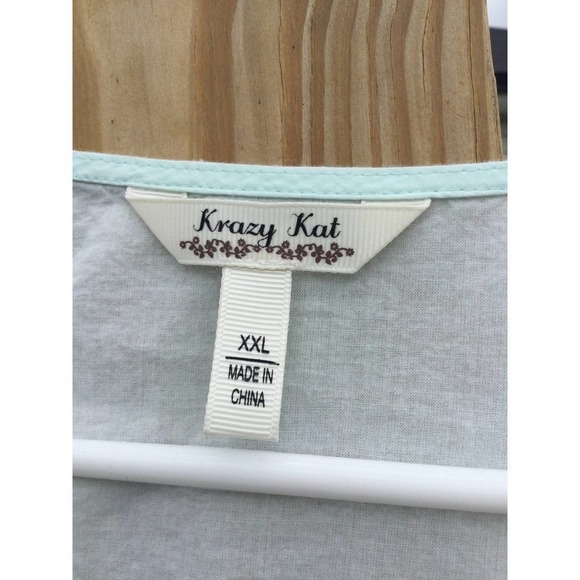 Krazy Kat
XXL
MADE IN
CHINA